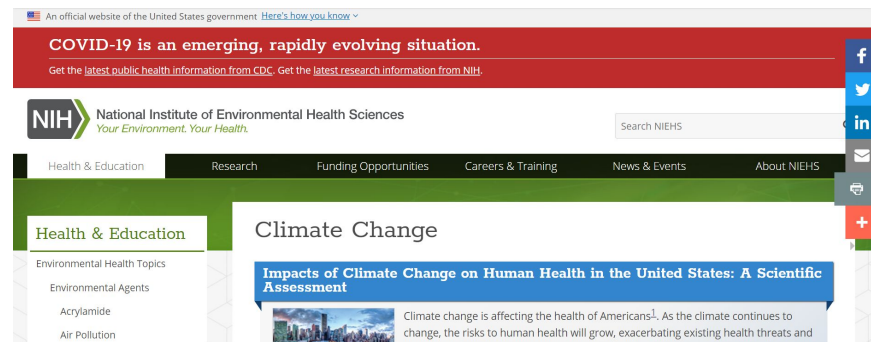 An official website of the United States government Here's how you know
COVID-19 is an emerging, rapidly evolving situation.
Get the latest public health information from CDC. Get the latest research information from NIH.
NIH National Institute of Environmental Health Sciences
Your Environment. Your Health.
Search NIEHS
Health & Education Research Funding Opportunities Careers & Training News & Events About NIEHS
Health & Education
Environmental Health Topics
Environmental Agents
Acrylamide
Air Pollution
Climate Change
Impacts of Climate Change on Human Health in the United States: A Scientific
Assessment
Climate change is affecting the health of Americans1. As the climate continues to
change, the risks to human health will grow, exacerbating existing health threats and
f
in
+